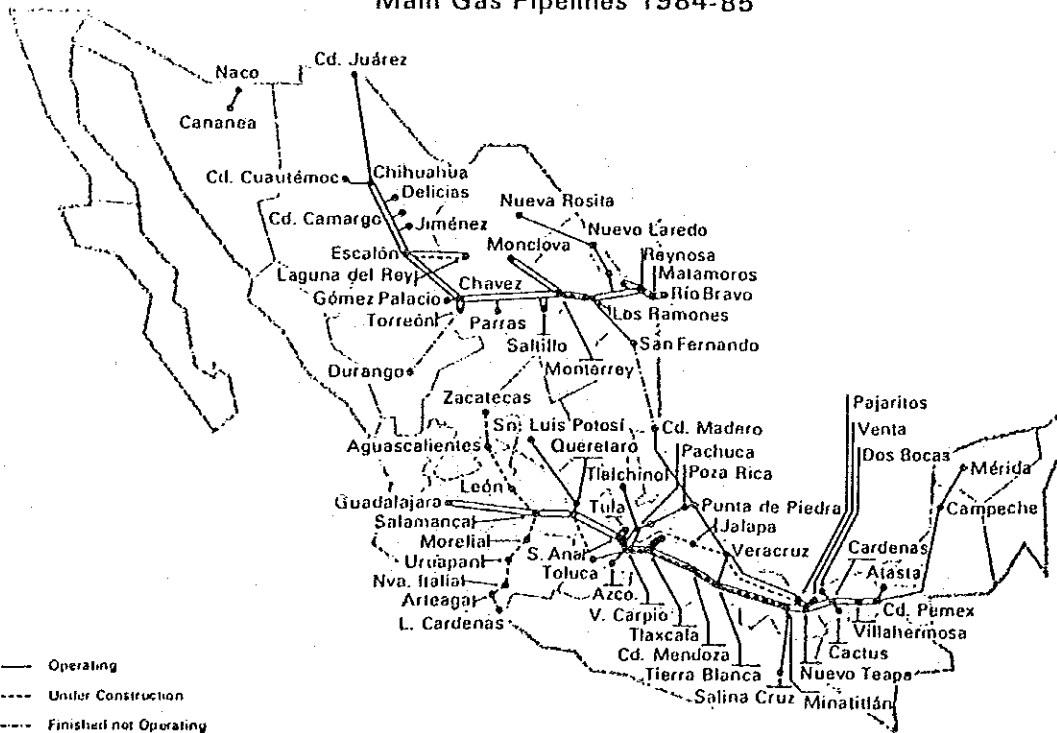 Main Gas Pipelines 1984-85
Naco
Cd. Juárez
Cananea
Cd. Cuautémoc
Chihuahua
Delicias
Cd. Camargo
Jiménez
Nueva Rosita
Nuevo Laredo
Escalón
Monclova
Reynosa
Laguna del Rey
Matamoros
Chavez
Gómez Palacio
Río Bravo
Torreón
Parras
Los Ramones
Saltillo
San Fernando
Durango
Monterrey
Zacatecas
Sn. Luis Potosí
Cd. Madero
Pajaritos
Venta
Aguascalientes
Queretaro
Pachuca
Dos Bocas
Tlelchinol
Poza Rica
Mérida
León
Guadalajara
Tula
Punta de Piedra
Campeche
Salamanca
Jalapa
Morelia
S. Ana
Veracruz
Cardenas
Uruapan
Toluca
Atasta
Nva. Italia
Azco.
Arteaga
V. Carpio
Cd. Pemex
L. Cardenas
Tlaxcala
Villahermosa
Cd. Mendoza
Cactus
Tierra Blanca
Nuevo Teapa
Salina Cruz
Minatitlán
Operating
Under Construction
Finished not Operating